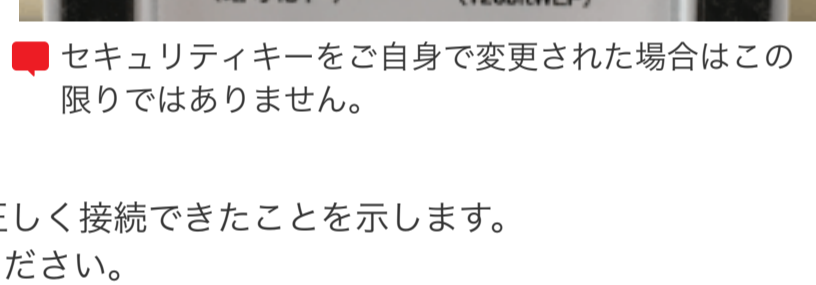 セキュリティキーをご自身で変更された場合はこの
限りではありません。
正しく接続できたことを示します。
ださい。